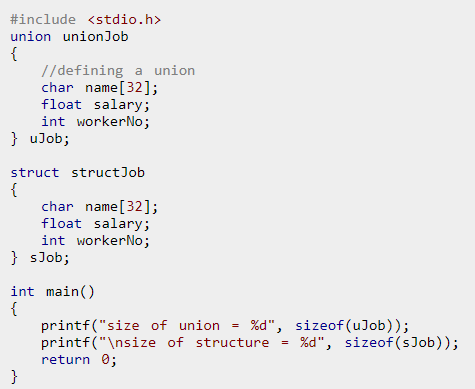 #include <stdio.h>
union unionJob
{
    //defining a union
    char name[32];
    float salary;
    int workerNo;
} uJob;

struct structJob
{
    char name[32];
    float salary;
    int workerNo;
} sJob;

int main()
{
    printf("size of union = %d", sizeof(uJob));
    printf("\nsize of structure = %d", sizeof(sJob));
    return 0;
}